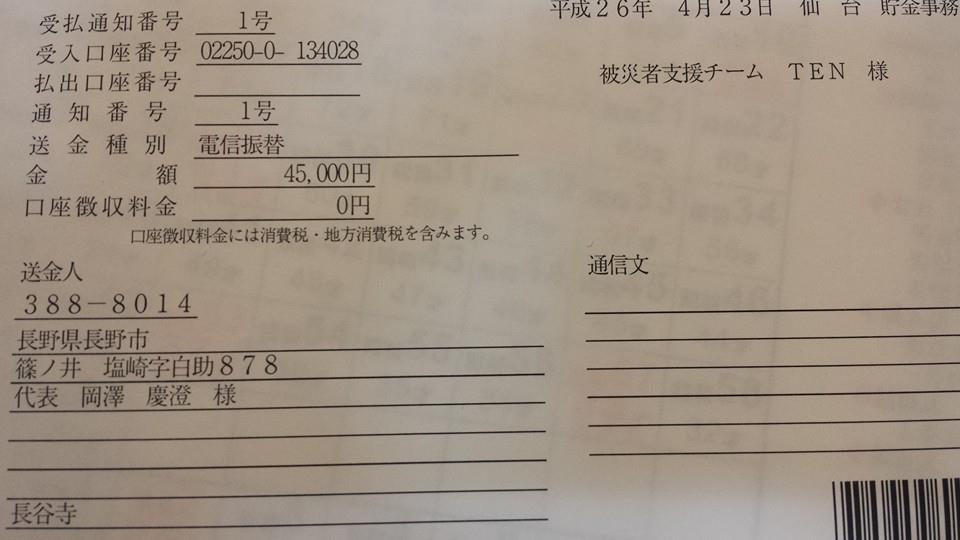 平成２６年　４月２３日　仙　台　貯金事務
受払通知番号　1号
受入口座番号　02250-0-　134028
払出口座番号
通　知　番　号　1号
送　金　種　別　電信振替
金　　　　額　45,000円
口座徴収料金　0円
口座徴収料金には消費税・地方消費税を含みます。
被災者支援チーム　ＴＥＮ　様
送金人
３８８－８０１４
長野県長野市
篠ノ井　塩崎字白助８７８
代表　岡澤　慶澄　様
長谷寺
通信文